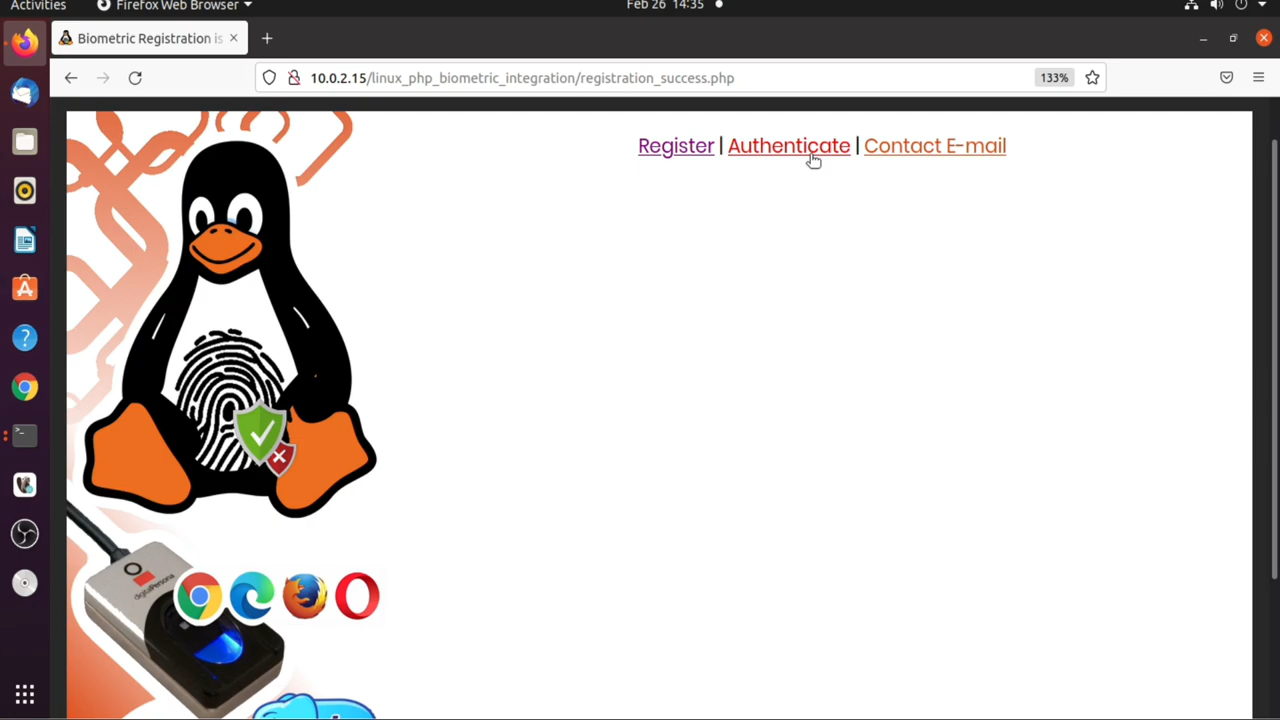 Activities Firefox Web Browser Feb 26 14:35
Biometric Registration is
10.0.2.15/linux_php_biometric_integration/registration_success.php 133%
Register | Authenticate | Contact E-mail
digitalPersona